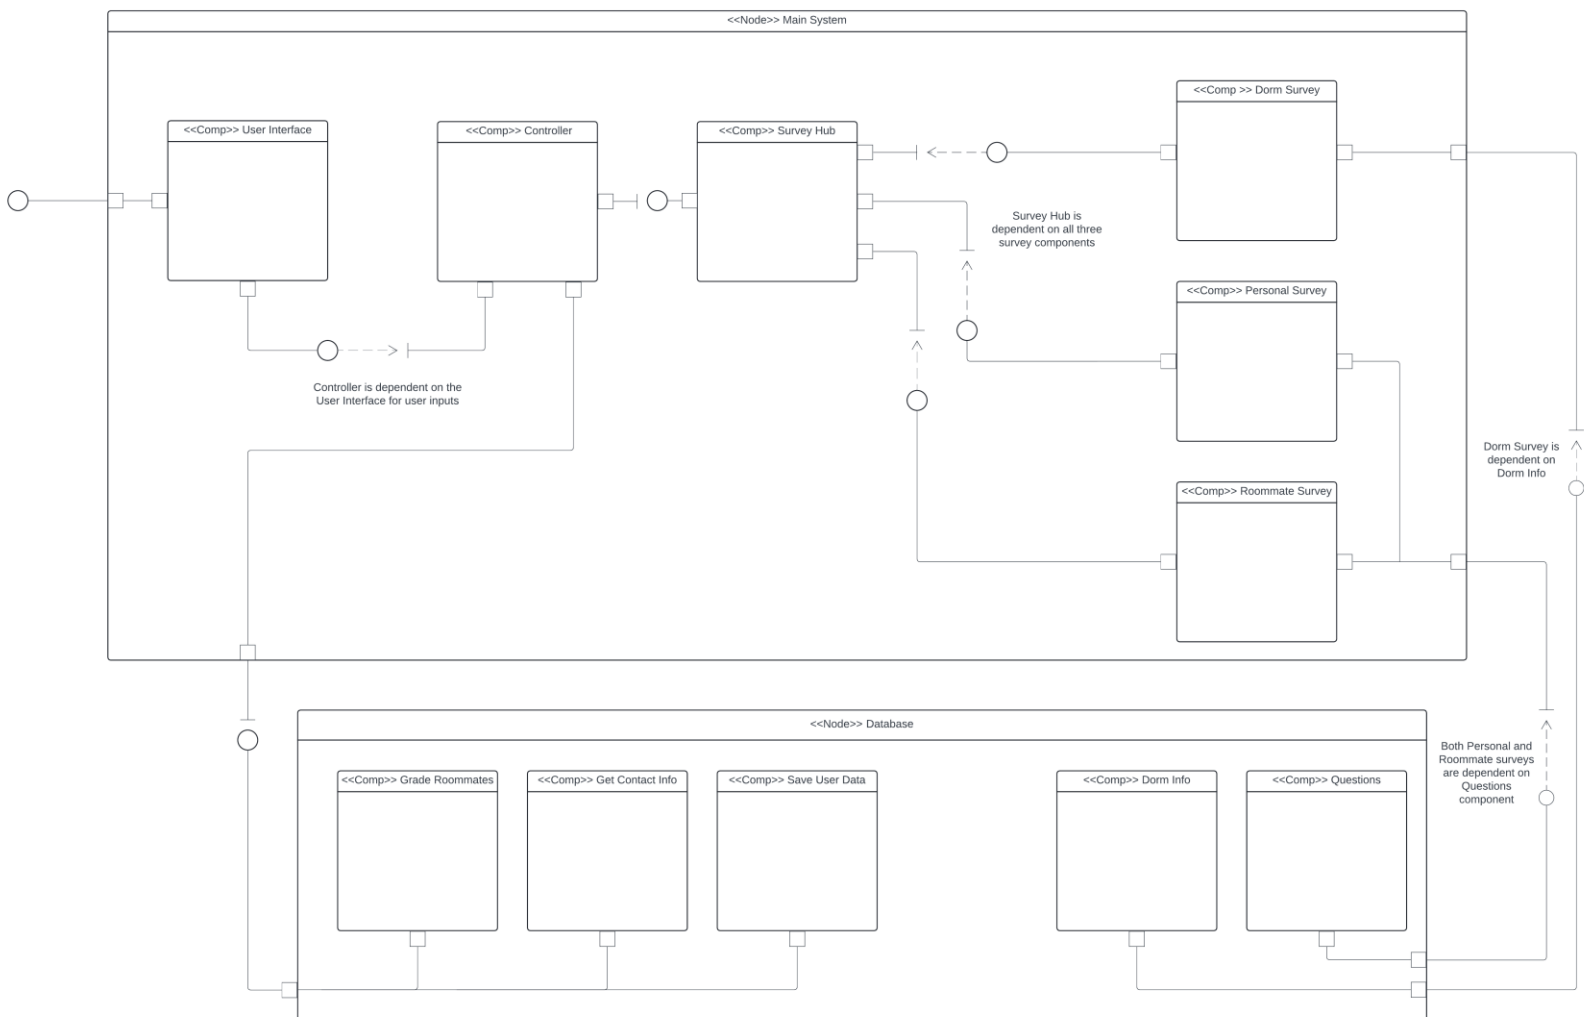 <<Node>> Main System
<<Comp >> Dorm Survey
<<Comp>> User Interface
<<Comp>> Controller
<<Comp>> Survey Hub
Survey Hub is
dependent on all three
survey components
<<Comp>> Personal Survey
Controller is dependent on the
User Interface for user inputs
Dorm Survey is
dependent on
Dorm Info
<<Comp>> Roommate Survey
<<Node>> Database
Both Personal and
Roommate surveys
are dependent on
Questions
component
<<Comp>> Grade Roommates
<<Comp>> Get Contact Info
<<Comp>> Save User Data
<<Comp>> Dorm Info
<<Comp>> Questions